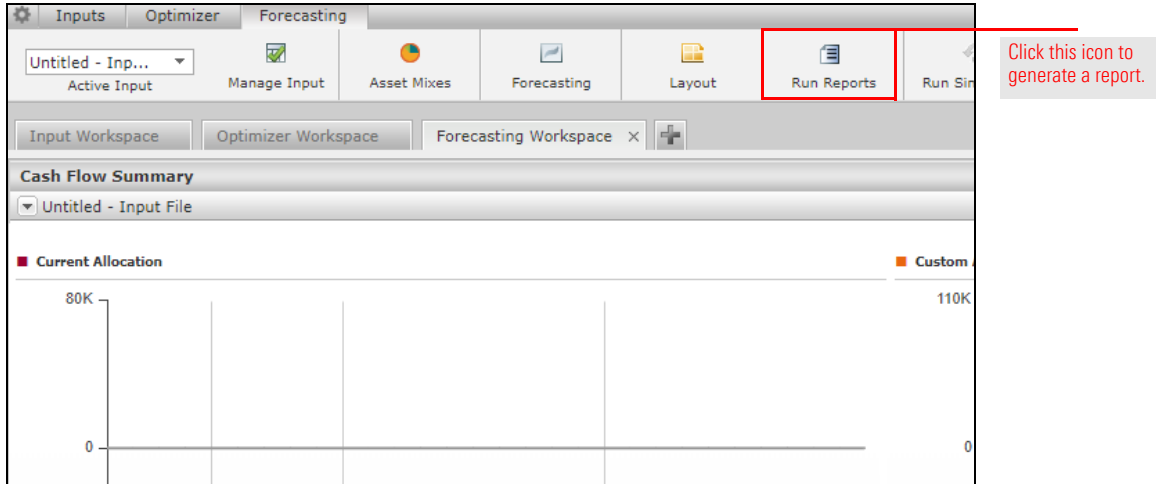 Inputs Optimizer Forecasting
Untitled - Inp...
Active Input Manage Input Asset Mixes Forecasting Layout Run Reports Run Sin
Click this icon to
generate a report.
Input Workspace Optimizer Workspace Forecasting Workspace
Cash Flow Summary
Untitled - Input File
Current Allocation Custom
80K 110K
0 0